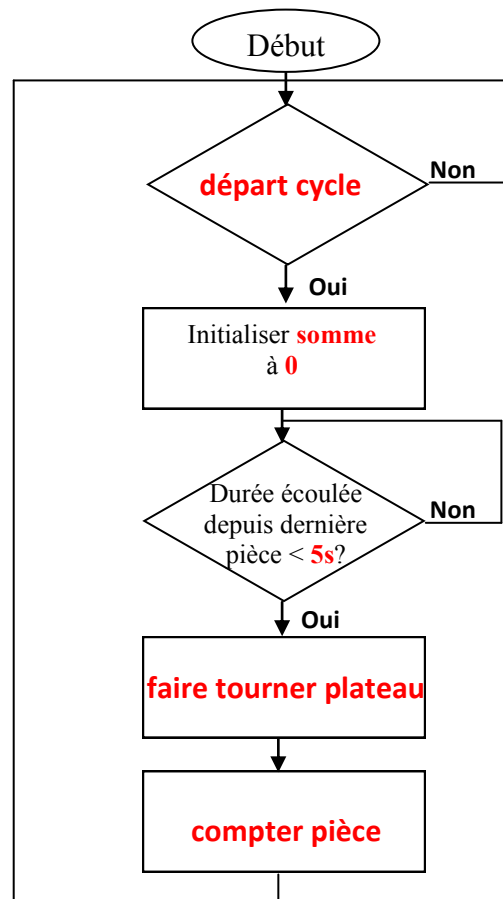 Début
départ cycle
Non
Oui
Initialiser somme
à 0
Durée écoulée
depuis dernière
pièce < 5s?
Non
Oui
faire tourner plateau
compter pièce